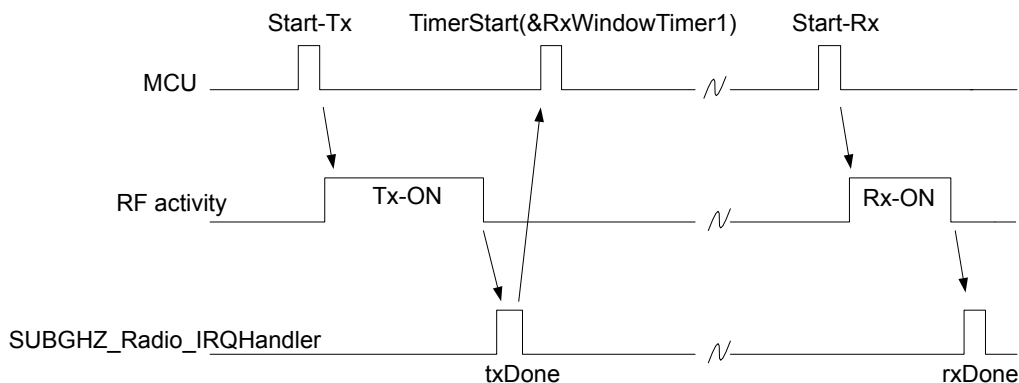 Start-Tx
TimerStart(&RxWindowTimer1)
Start-Rx
MCU
RF activity
Tx-ON
Rx-ON
SUBGHZ_Radio_IRQHandler
txDone
rxDone